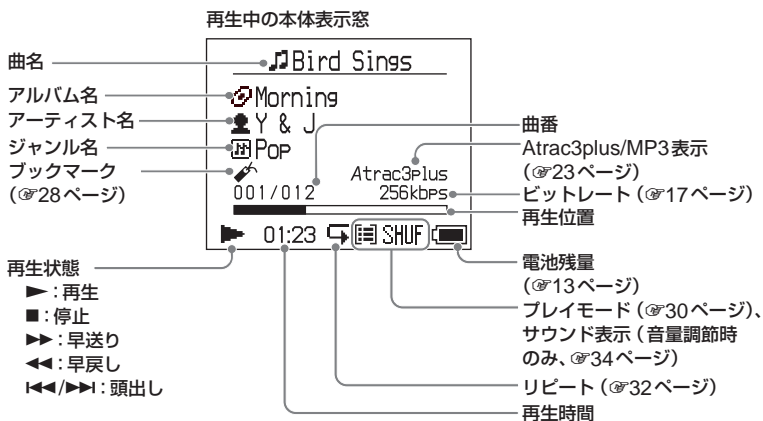 再生中の本体表示窓
曲名
アルバム名
アーティスト名
ジャンル名
ブックマーク
(☞28ページ)
Bird Sings
Morning
Y & J
Pop
Atrac3plus
001/012
256kbps
01:23
SHUF
曲番
Atrac3plus/MP3表示
(☞23ページ)
ビットレート(☞17ページ)
再生位置
電池残量
(☞13ページ)
プレイモード(☞30ページ)、
サウンド表示(音量調節時
のみ、☞34ページ)
リピート(☞32ページ)
再生時間
再生状態
▶:再生
■:停止
▶▶:早送り
◀◀:早戻し
I◀◀/▶▶I:頭出し